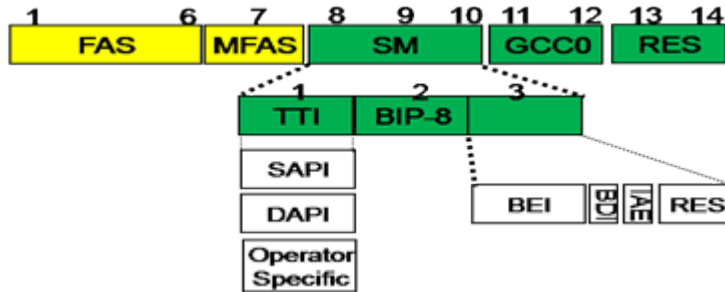 1 6 7 8 9 10 11 12 13 14
FAS MFAS SM GCC0 RES
1 2 3
TTI BIP-8
SAPI
BEI BDI IAE RES
DAPI
Operator
Specific